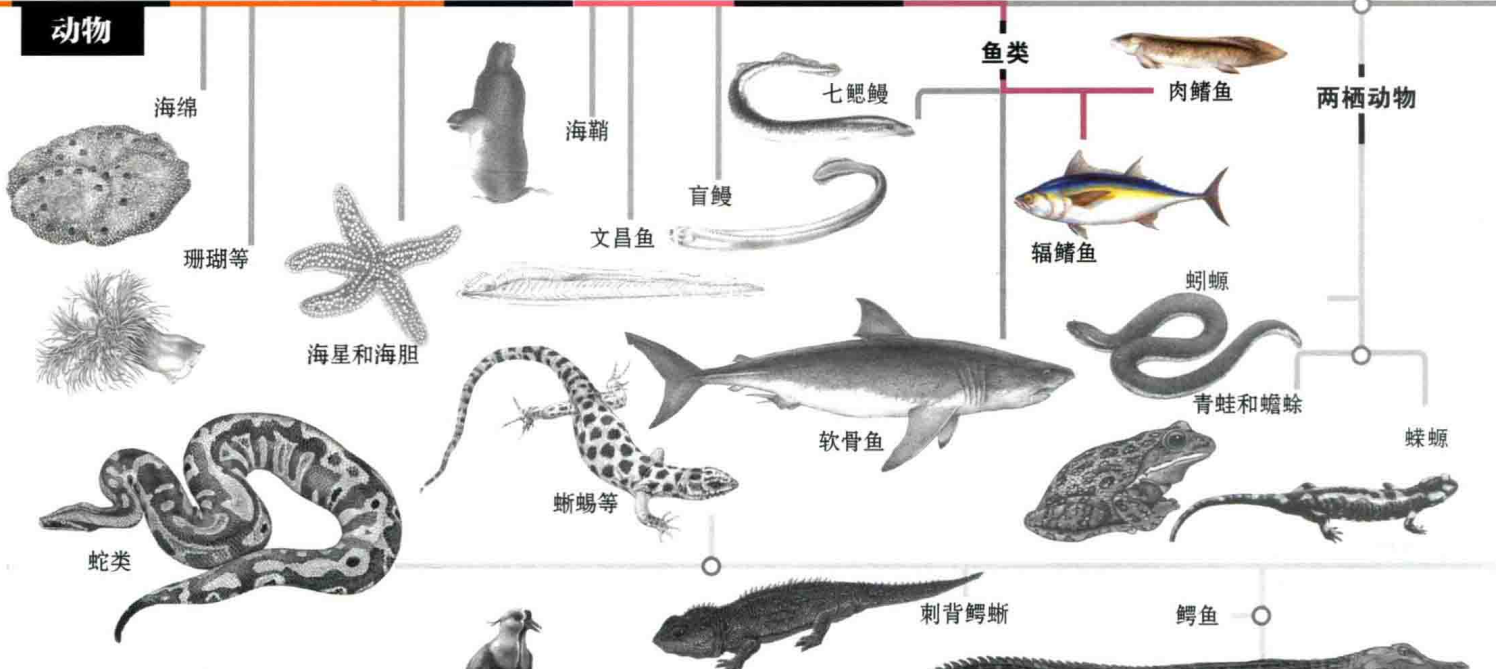 动物
鱼类
肉鳍鱼
七鳃鳗
两栖动物
海绵
海鞘
盲鳗
文昌鱼
辐鳍鱼
珊瑚等
蚓螈
海星和海胆
青蛙和蟾蜍
软骨鱼
蝾螈
蜥蜴等
蛇类
刺背鳄蜥
鳄鱼